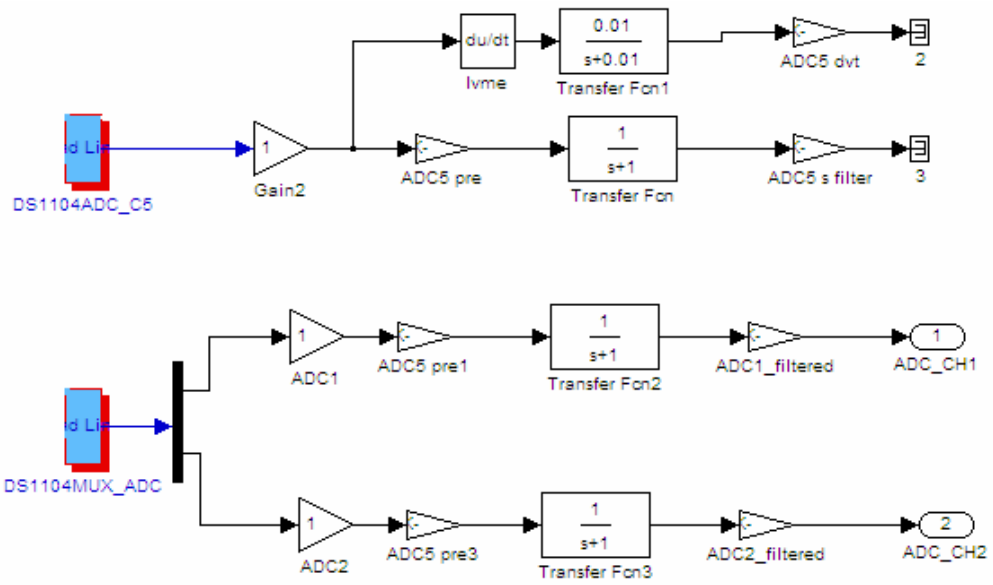 du/dt
Ivme
0.01
s+0.01
Transfer Fcn1
ADC5 dvt
2
d Li
DS1104ADC_C5
1
Gain2
ADC5 pre
1
s+1
Transfer Fcn
ADC5 s filter
3
1
ADC1
ADC5 pre1
1
s+1
Transfer Fcn2
ADC1_filtered
1
ADC_CH1
d Li
DS1104MUX_ADC
1
ADC2
ADC5 pre3
1
s+1
Transfer Fcn3
ADC2_filtered
2
ADC_CH2